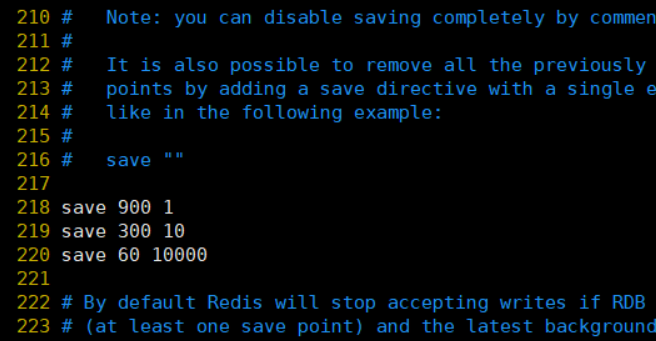 210 #   Note: you can disable saving completely by commen
211 #
212 #   It is also possible to remove all the previously
213 #   points by adding a save directive with a single e
214 #   like in the following example:
215 #
216 #   save ""
217
218 save 900 1
219 save 300 10
220 save 60 10000
221
222 # By default Redis will stop accepting writes if RDB
223 # (at least one save point) and the latest background